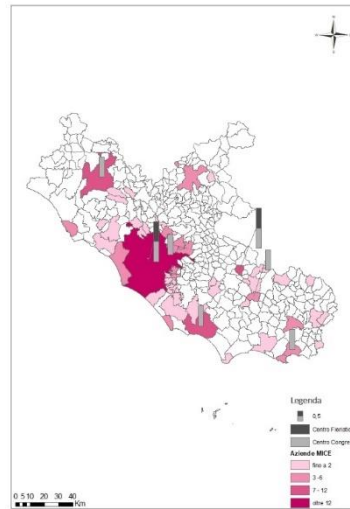 Legenda
0,5
Centro Fieristico
Centro Congre
Aziende MICE
fino a 2
3 - 6
7 - 12
oltre 12
0 5 10 20 30 40
Km